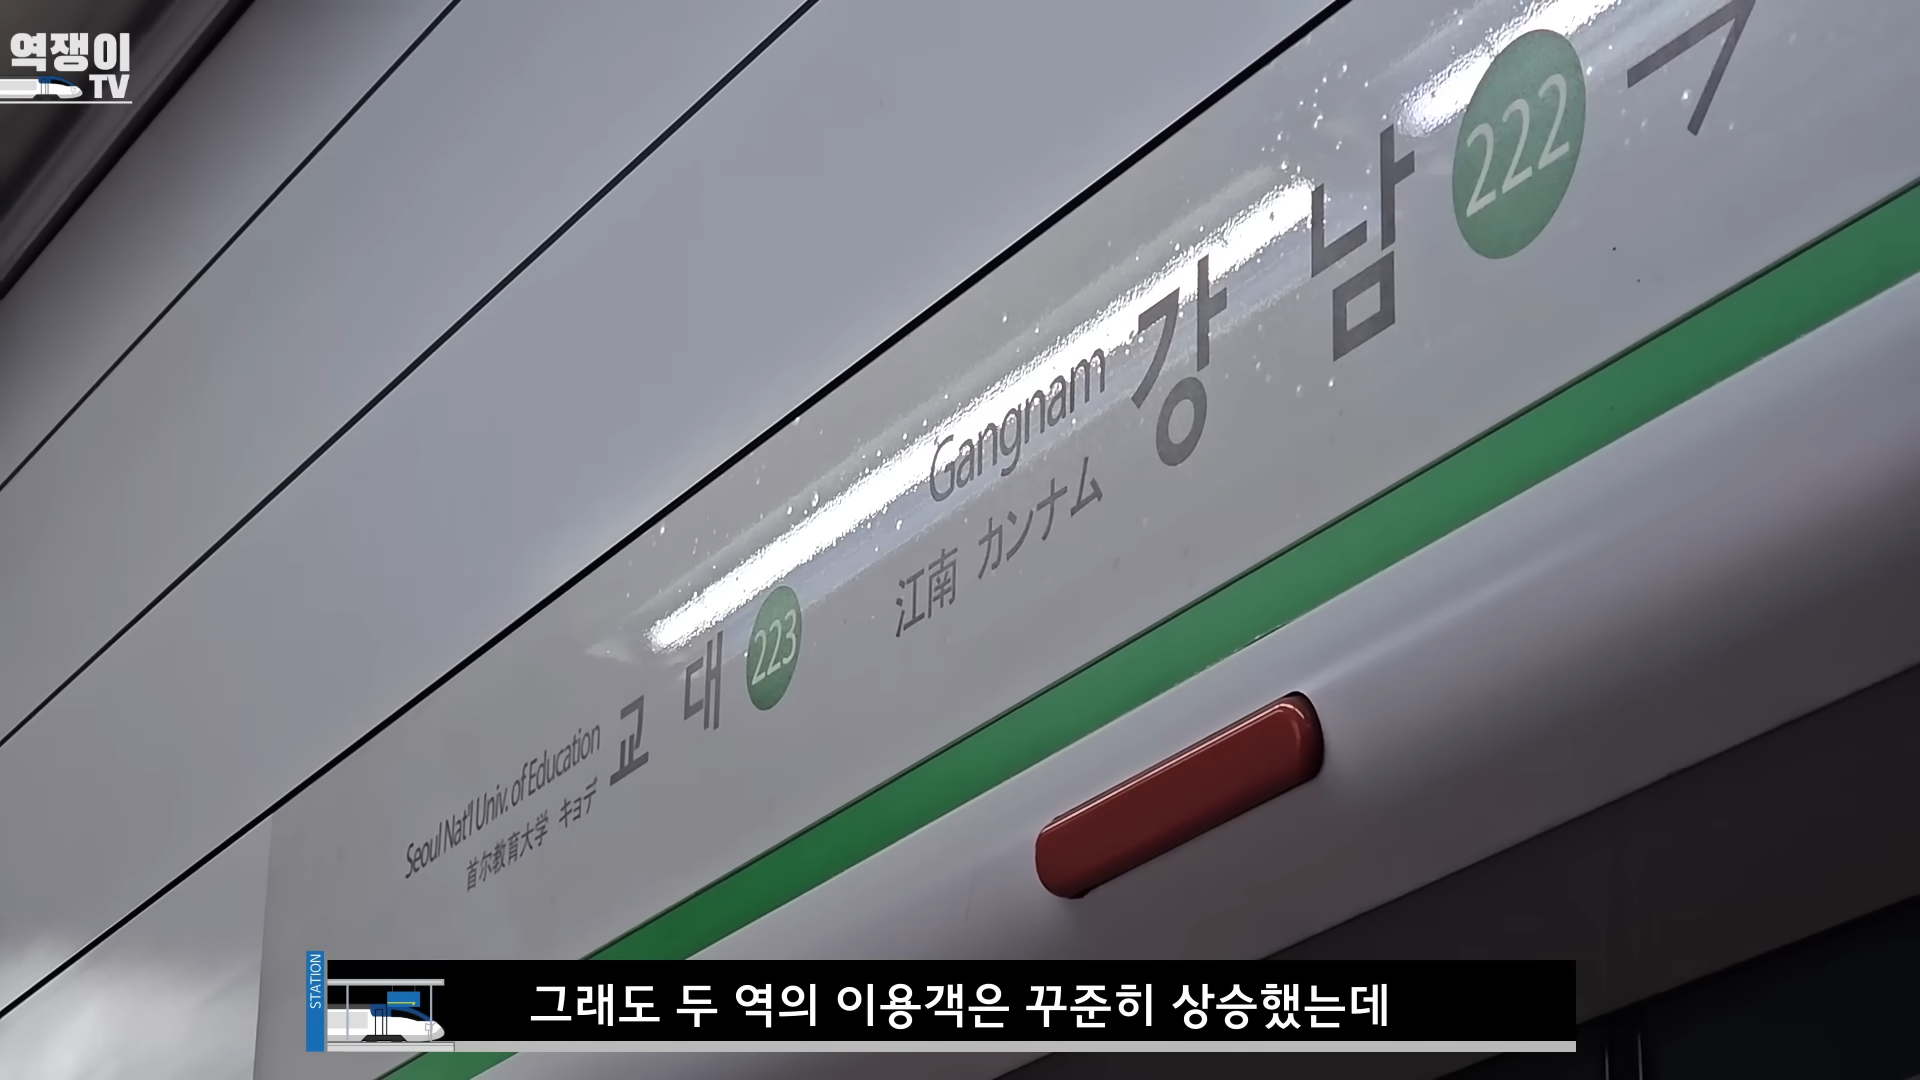 역쟁이
TV
222
강남
Gangnam
江南 カンナム
223
교대
Seoul Nat'l Univ. of Education
首尔教育大学 キョデ
STATION
그래도 두 역의 이용객은 꾸준히 상승했는데